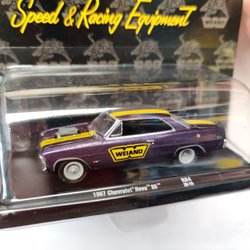 Speed & Racing Equipment
WEIAND
1967 Chevrolet Nova SS